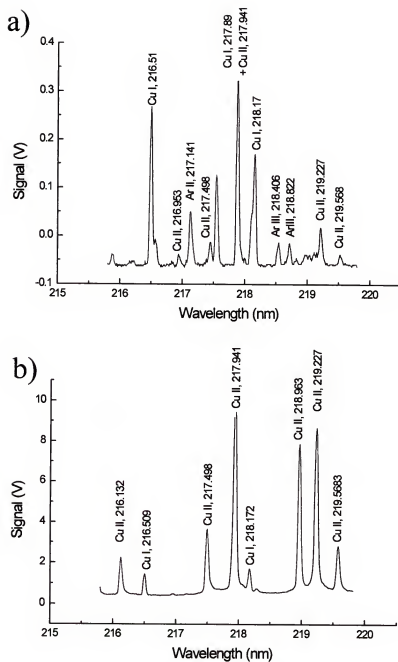 a)
Signal (V)
0.4
0.3
0.2
0.1
0.0
-0.1
Cu I, 216.51
Cu II, 216.953
Ar II, 217.141
Cu II, 217.498
Cu I, 217.89
+ Cu II, 217.941
Cu I, 218.17
Ar III, 218.406
ArIII, 218.822
Cu II, 219.227
Cu II, 219.568
215 216 217 218 219 220
Wavelength (nm)
b)
Signal (V)
10
8
6
4
2
0
Cu II, 216.132
Cu I, 216.509
Cu II, 217.498
Cu II, 217.941
Cu I, 218.172
Cu II, 218.963
Cu II, 219.227
Cu II, 219.5683
215 216 217 218 219 220
Wavelength (nm)